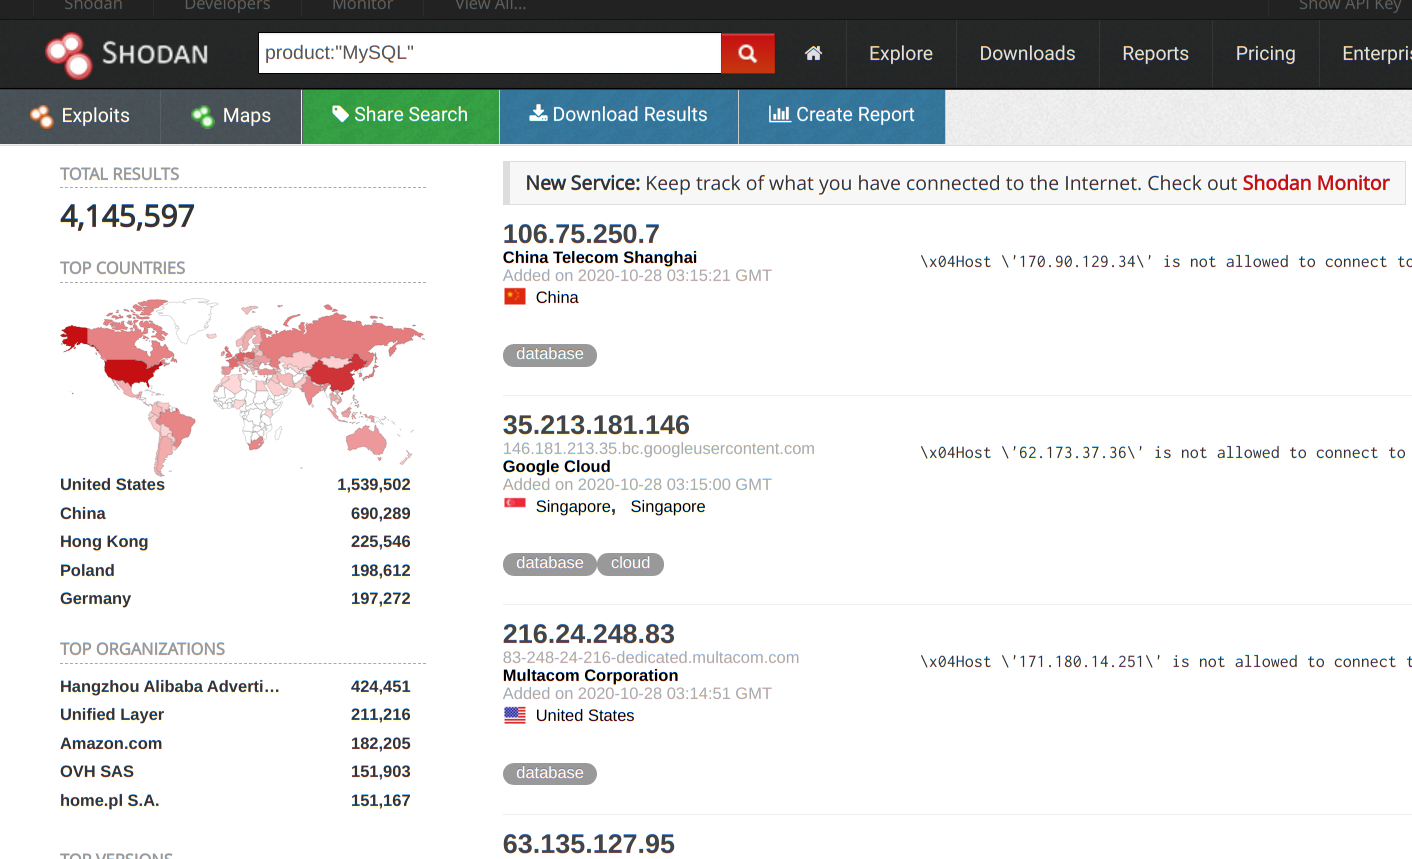 Shodan Developers Monitor View All... Show API Key
SHODAN product:"MySQL" Explore Downloads Reports Pricing
Exploits Maps Share Search Download Results Create Report
TOTAL RESULTS
4,145,597
TOP COUNTRIES
United States 1,539,502
China 690,289
Hong Kong 225,546
Poland 198,612
Germany 197,272
TOP ORGANIZATIONS
Hangzhou Alibaba Adverti... 424,451
Unified Layer 211,216
Amazon.com 182,205
OVH SAS 151,903
home.pl S.A. 151,167
TOP VERSIONS
New Service: Keep track of what you have connected to the Internet. Check out Shodan Monitor
106.75.250.7
China Telecom Shanghai
Added on 2020-10-28 03:15:21 GMT
China
database
\x04Host \'170.90.129.34\' is not allowed to connect to
35.213.181.146
146.181.213.35.bc.googleusercontent.com
Google Cloud
Added on 2020-10-28 03:15:00 GMT
Singapore, Singapore
database cloud
\x04Host \'62.173.37.36\' is not allowed to connect to
216.24.248.83
83-248-24-216-dedicated.multacom.com
Multacom Corporation
Added on 2020-10-28 03:14:51 GMT
United States
database
\x04Host \'171.180.14.251\' is not allowed to connect t
63.135.127.95